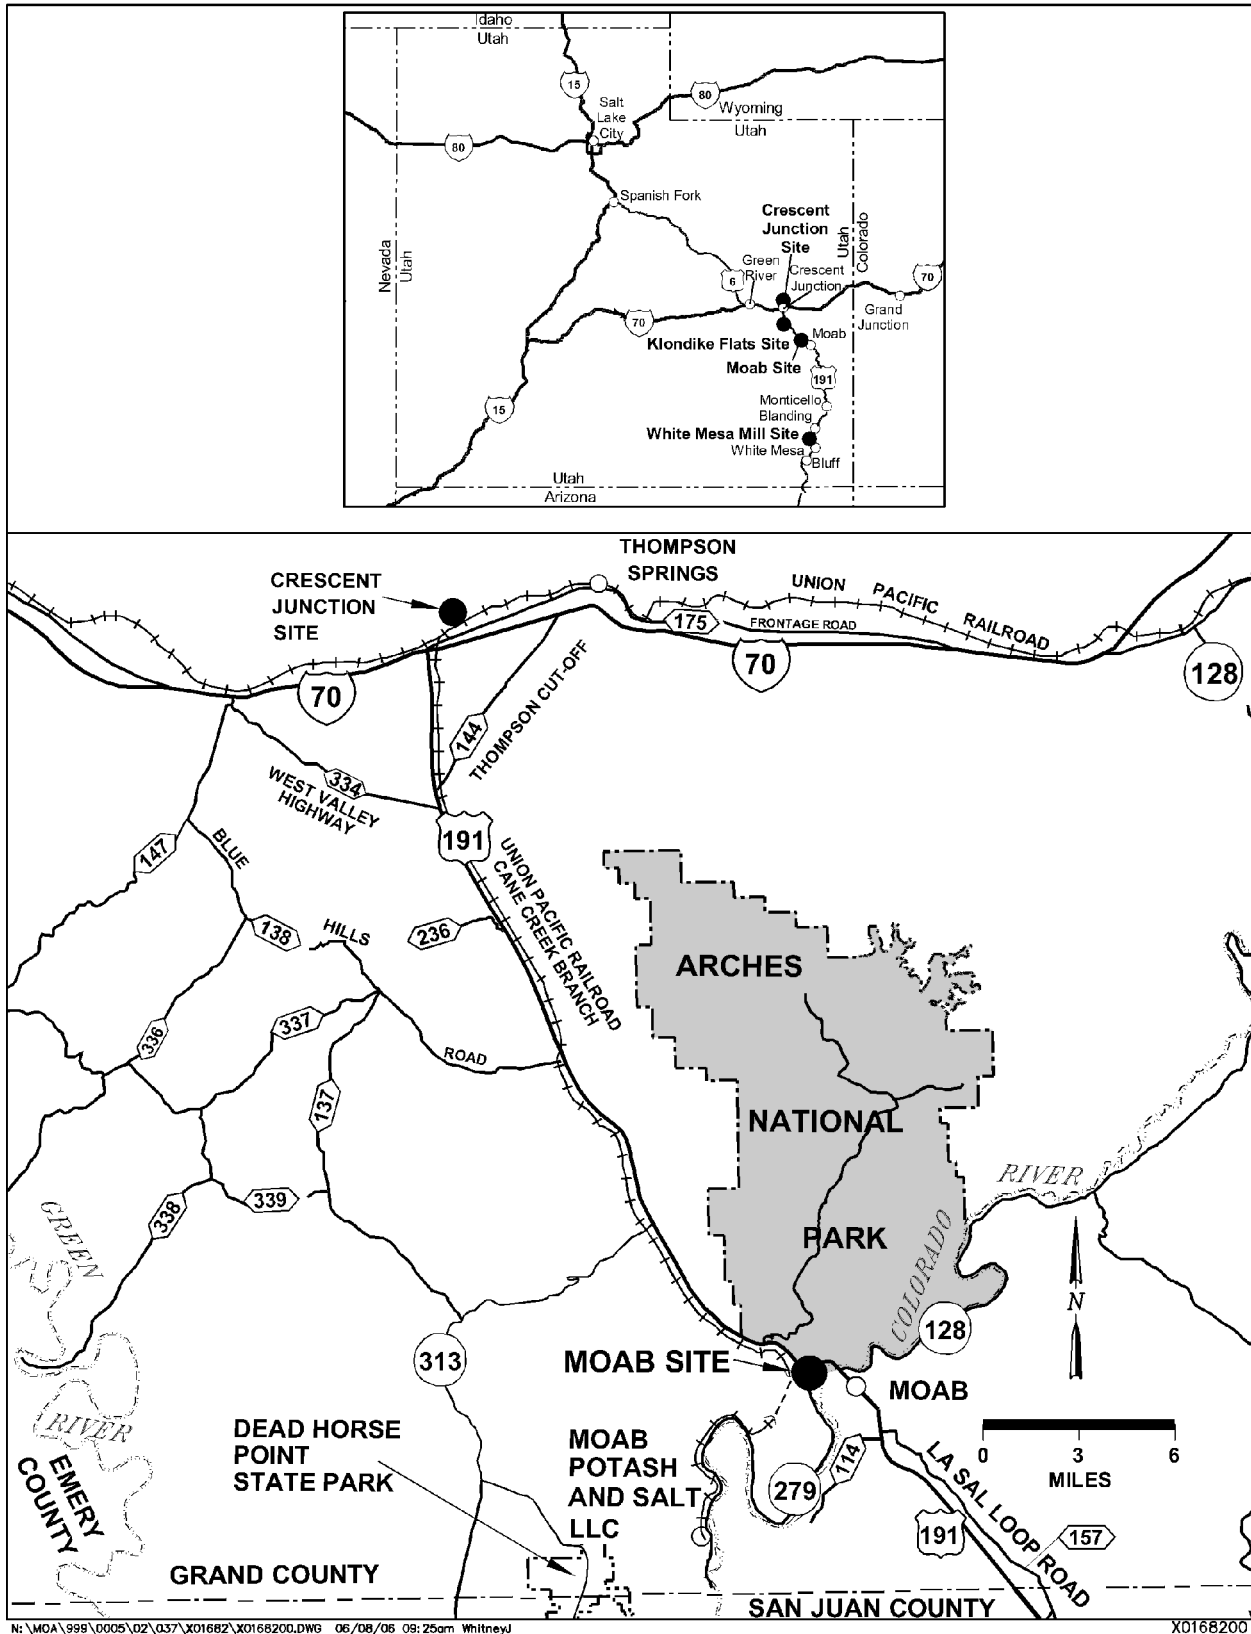 Idaho
Utah
15
80
Wyoming
Utah
Salt
Lake
City
80
Spanish Fork
Crescent
Junction
Site
Nevada
Utah
Utah
Colorado
Green
River
Crescent
Junction
6
70
Grand
Junction
70
Klondike Flats Site
Moab
Moab Site
191
15
Monticello
Blanding
White Mesa Mill Site
White Mesa
Bluff
Utah
Arizona
THOMPSON
SPRINGS
CRESCENT
JUNCTION
SITE
UNION PACIFIC RAILROAD
175
FRONTAGE ROAD
70
70
128
144
THOMPSON CUT-OFF
334
WEST VALLEY
HIGHWAY
191
147
BLUE
HILLS
ROAD
138
236
UNION PACIFIC RAILROAD
CANE CREEK BRANCH
ARCHES
NATIONAL
PARK
336
337
137
339
338
GREEN
RIVER
COLORADO
RIVER
N
128
313
MOAB SITE
MOAB
DEAD HORSE
POINT
STATE PARK
MOAB
POTASH
AND SALT
LLC
279
114
0 3 6
MILES
LA SAL LOOP ROAD
191
157
EMERY
COUNTY
GRAND COUNTY
SAN JUAN COUNTY
N:\MOA\999\0005\02\037\X01682\X0168200.DWG 06/08/06 09:25am WhitneyJ
X0168200